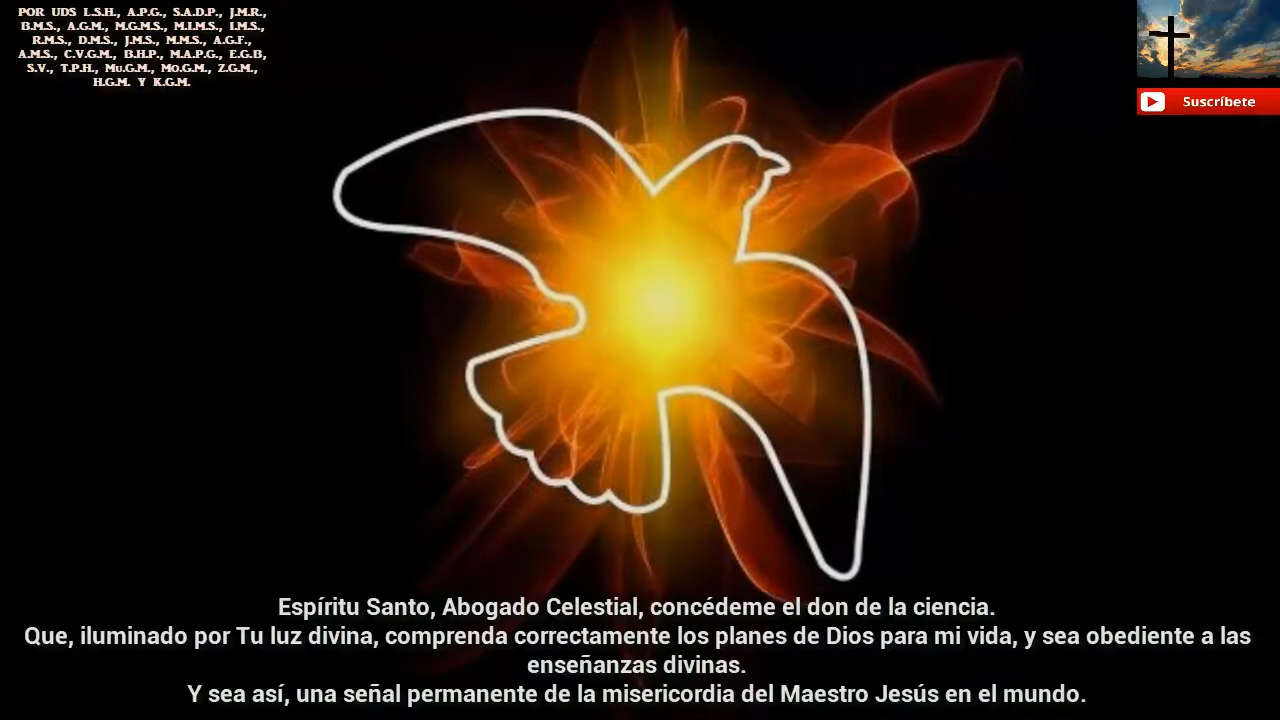 POR UDS L.S.H., A.P.G., S.A.D.P., J.M.R.,
B.M.S., A.G.M., M.G.M.S., M.I.M.S., I.M.S.,
R.M.S., D.M.S., J.M.S., M.M.S., A.G.F.,
A.M.S., C.V.G.M., B.H.P., M.A.P.G., E.G.B,
S.V., T.P.H., Mu.G.M., Mo.G.M., Z.G.M.,
H.G.M. Y K.G.M.
Suscríbete
Espíritu Santo, Abogado Celestial, concédeme el don de la ciencia.
Que, iluminado por Tu luz divina, comprenda correctamente los planes de Dios para mi vida, y sea obediente a las
enseñanzas divinas.
Y sea así, una señal permanente de la misericordia del Maestro Jesús en el mundo.